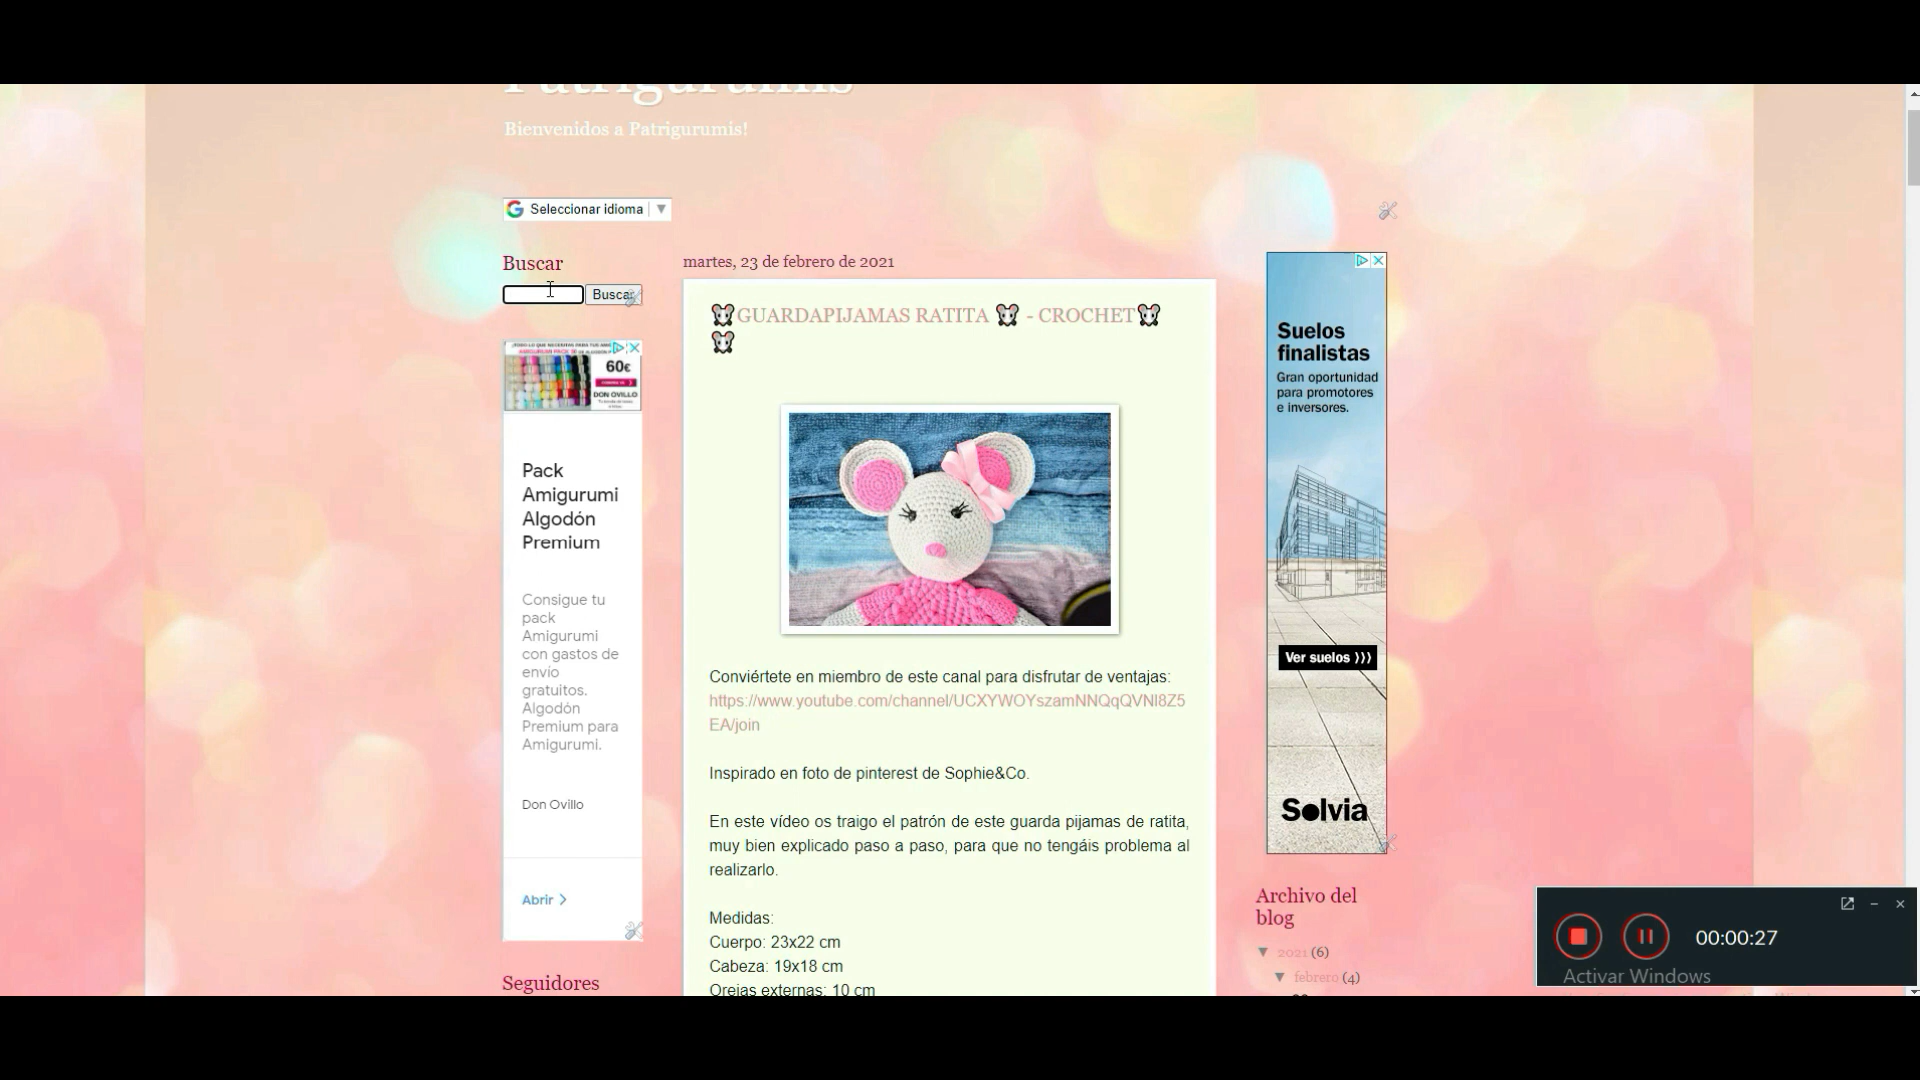 Patrigurumis
Bienvenidos a Patrigurumis!
Seleccionar idioma
Buscar
Buscar
60€
DON OVILLO
Pack
Amigurumi
Algodón
Premium
Consigue tu
pack
Amigurumi
con gastos de
envío
gratuitos.
Algodón
Premium para
Amigurumi.
Don Ovillo
Abrir
Seguidores
martes, 23 de febrero de 2021
GUARDAPIJAMAS RATITA - CROCHET
Conviértete en miembro de este canal para disfrutar de ventajas:
https://www.youtube.com/channel/UCXYWOYszamNNQqQVNl8Z5
EA/join
Inspirado en foto de pinterest de Sophie&Co.
En este vídeo os traigo el patrón de este guarda pijamas de ratita,
muy bien explicado paso a paso, para que no tengáis problema al
realizarlo.
Medidas:
Cuerpo: 23x22 cm
Cabeza: 19x18 cm
Orejas externas: 10 cm
Suelos
finalistas
Gran oportunidad
para promotores
e inversores.
Ver suelos ⟩⟩⟩
Solvia
Archivo del
blog
▼ 2021 (6)
▼ febrero (4)
00:00:27
Activar Windows